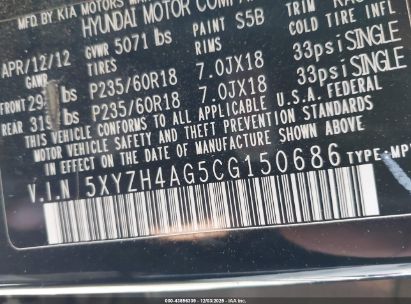 MFD BY KIA MOTORS
HYUNDAI MOTOR COMPANY
APR/12/12 GVWR 5071 lbs PAINT S5B
GAWR TIRES RIMS COLD TIRE INFL
FRONT lbs P235/60R18 7.0JX18 33psi SINGLE
REAR lbs P235/60R18 7.0JX18 33psi SINGLE
THIS VEHICLE CONFORMS TO ALL APPLICABLE U.S.A. FEDERAL
MOTOR VEHICLE SAFETY AND THEFT PREVENTION STANDARDS
IN EFFECT ON THE DATE OF MANUFACTURE SHOWN ABOVE
V.I.N 5XYZH4AG5CG150686 TYPE: